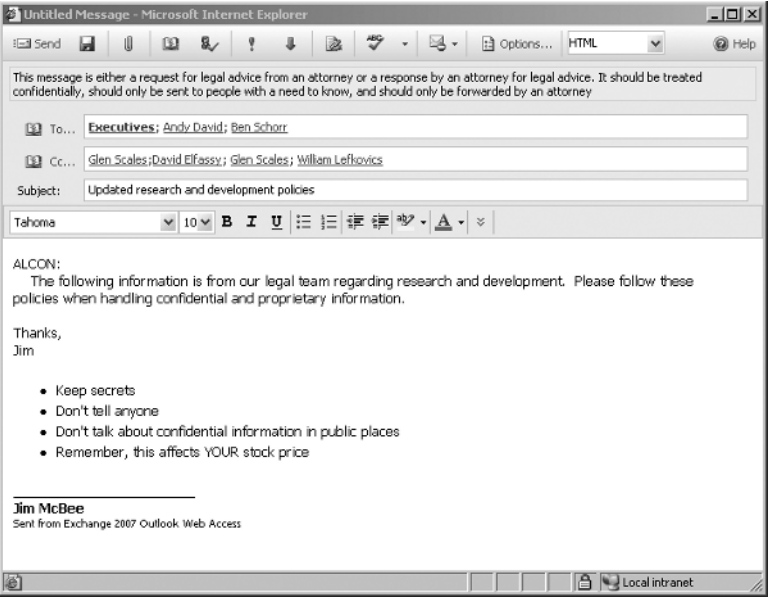 Untitled Message - Microsoft Internet Explorer
Send Options... HTML Help
This message is either a request for legal advice from an attorney or a response by an attorney for legal advice. It should be treated
confidentially, should only be sent to people with a need to know, and should only be forwarded by an attorney
To... Executives; Andy David; Ben Schorr
Cc... Glen Scales;David Elfassy; Glen Scales; William Lefkovics
Subject: Updated research and development policies
Tahoma 10 B I U A
ALCON:
The following information is from our legal team regarding research and development. Please follow these
policies when handling confidential and proprietary information.
Thanks,
Jim
• Keep secrets
• Don't tell anyone
• Don't talk about confidential information in public places
• Remember, this affects YOUR stock price
Jim McBee
Sent from Exchange 2007 Outlook Web Access
Local intranet